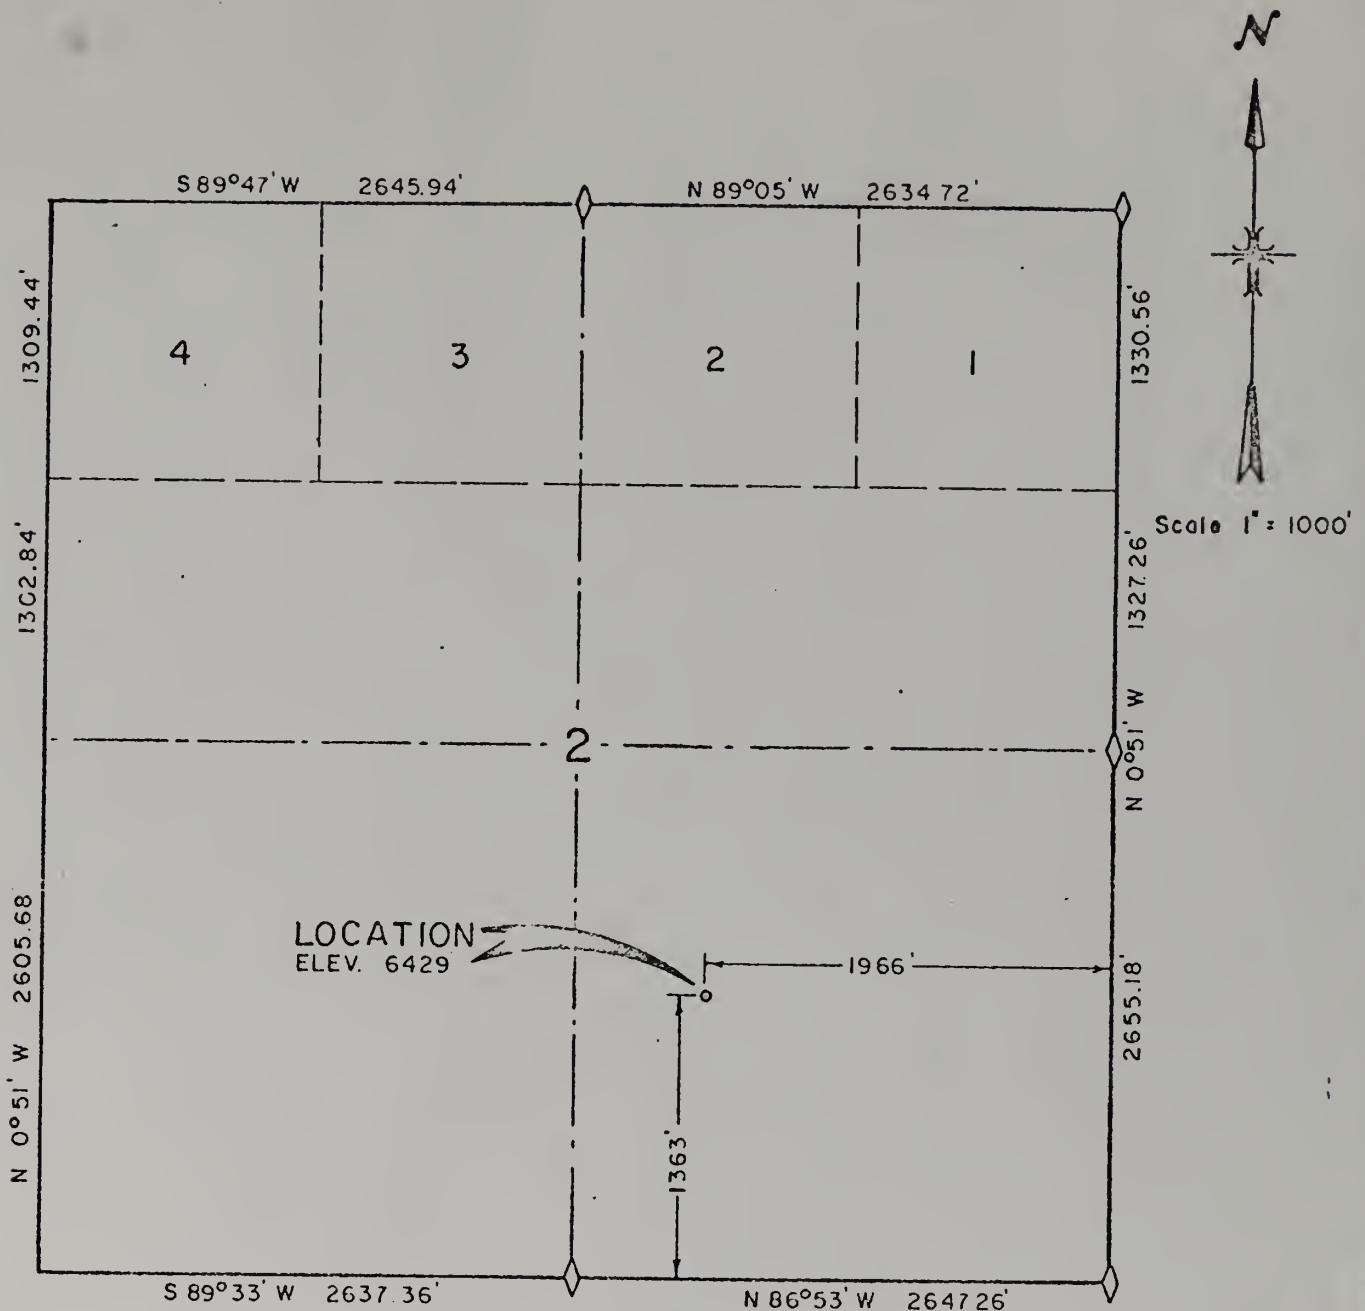 N
S 89°47' W 2645.94'
N 89°05' W 2634.72'
1309.44'
4
3
2
1
1330.56'
Scale 1" = 1000'
1302.84'
1327.26'
2
N 0°51' W
LOCATION
ELEV. 6429
1966'
N 0°51' W 2605.68
2655.18'
1363'
S 89°33' W 2637.36'
N 86°53' W 2647.26'